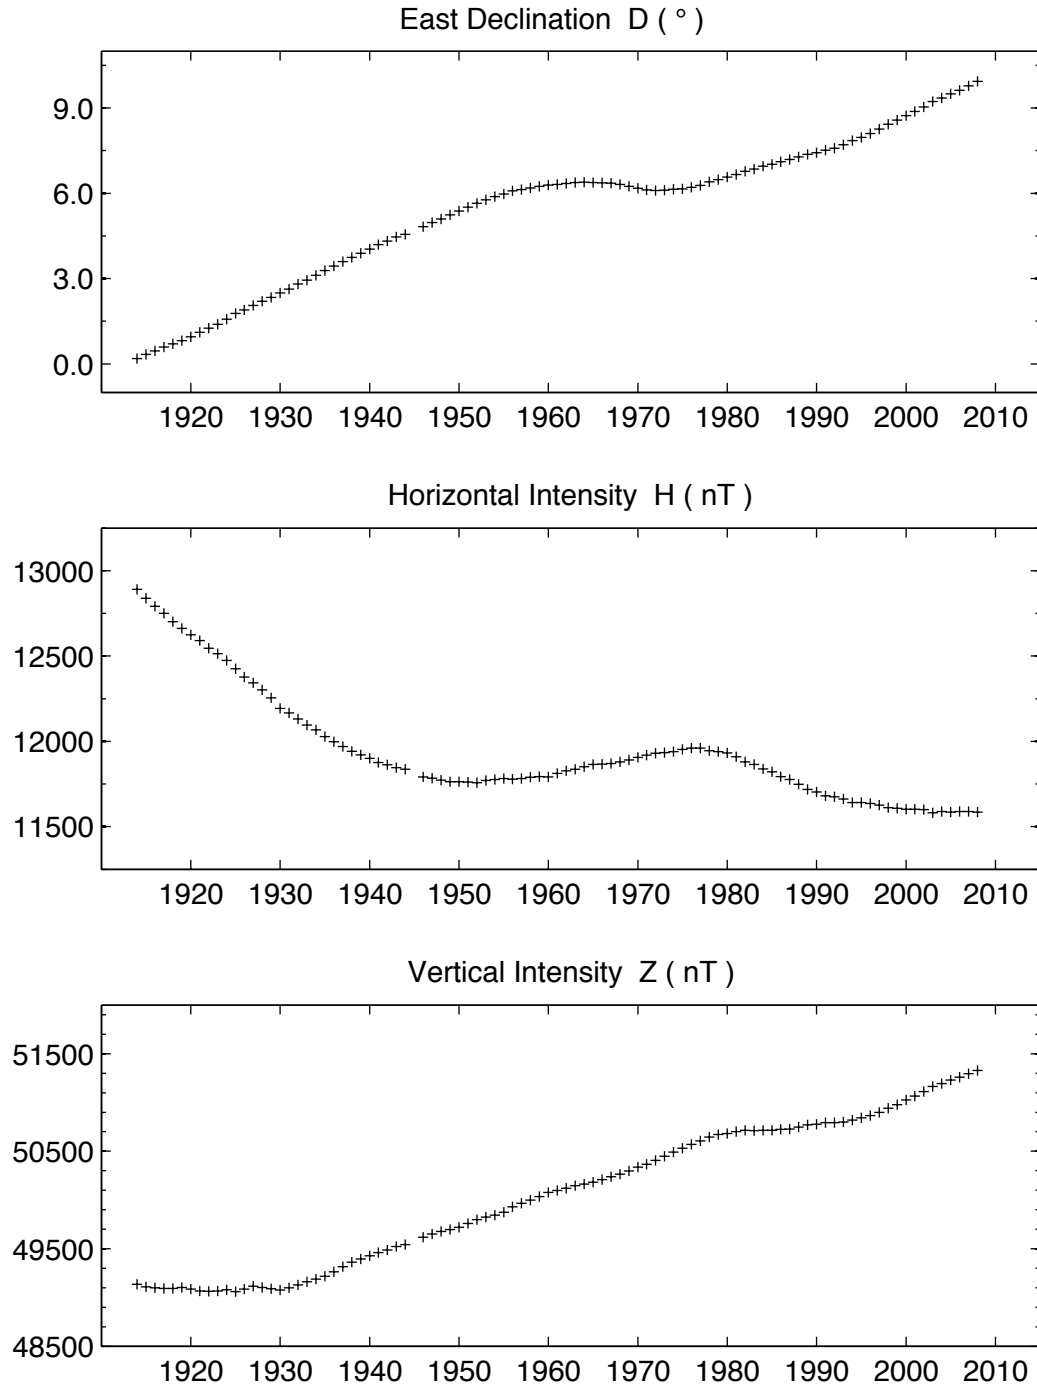 East Declination D ( ° )
9.0
6.0
3.0
0.0
1920 1930 1940 1950 1960 1970 1980 1990 2000 2010
Horizontal Intensity H ( nT )
13000
12500
12000
11500
1920 1930 1940 1950 1960 1970 1980 1990 2000 2010
Vertical Intensity Z ( nT )
51500
50500
49500
48500
1920 1930 1940 1950 1960 1970 1980 1990 2000 2010